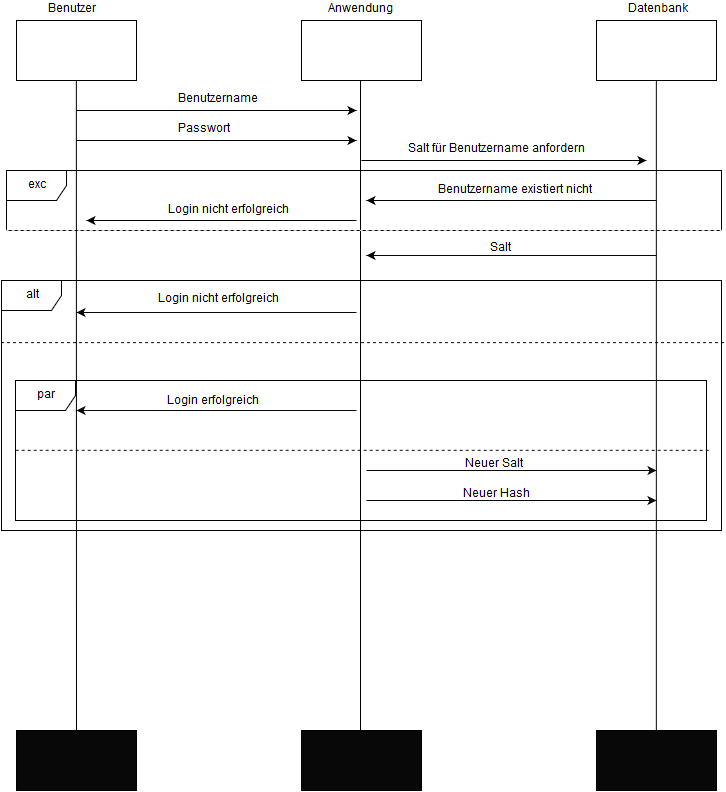 Benutzer
Anwendung
Datenbank
Benutzername
Passwort
Salt für Benutzername anfordern
exc
Benutzername existiert nicht
Login nicht erfolgreich
Salt
alt
Login nicht erfolgreich
par
Login erfolgreich
Neuer Salt
Neuer Hash